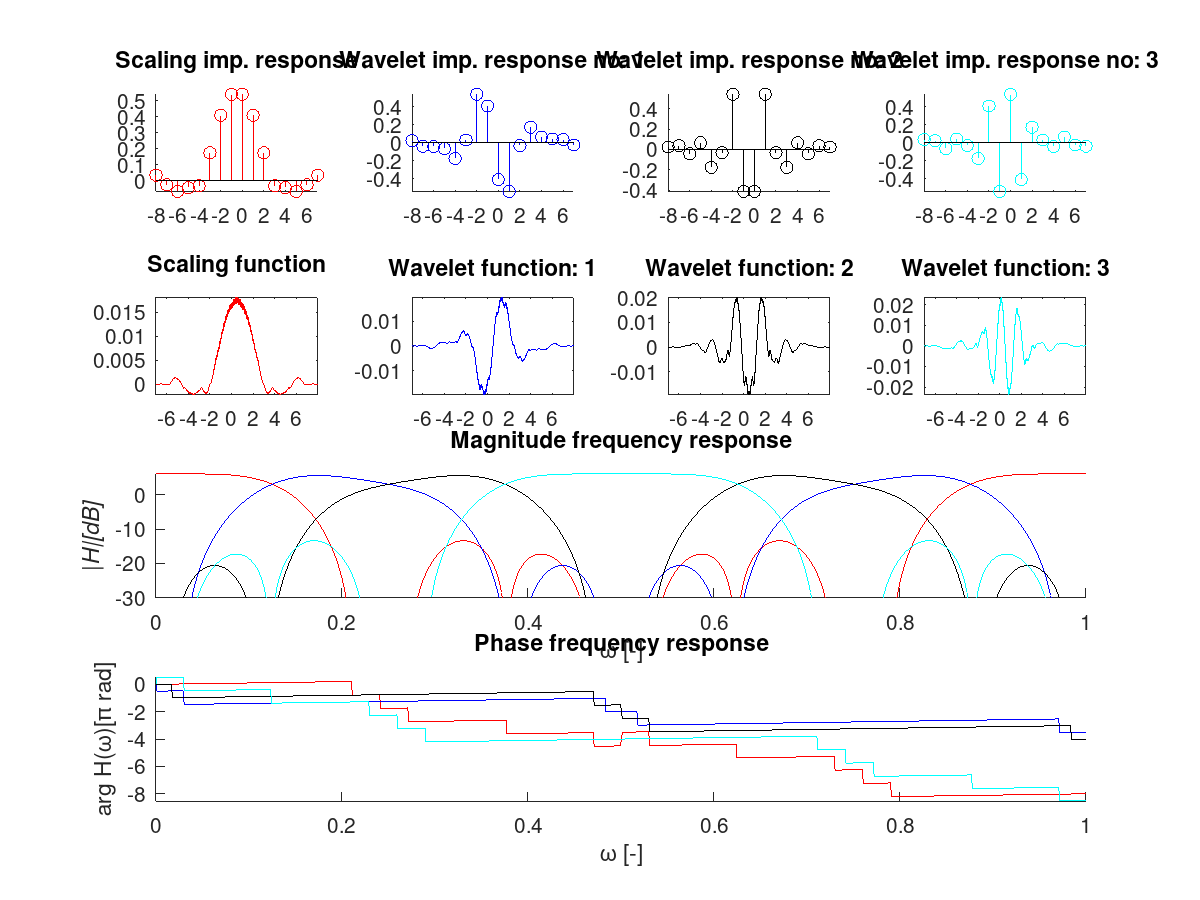 Scaling imp. response
Wavelet imp. response no: 1
Wavelet imp. response no: 2
Wavelet imp. response no: 3
0.5
0.4
0.3
0.2
0.1
0
-8 -6 -4 -2 0 2 4 6
0.4
0.2
0
-0.2
-0.4
-8 -6 -4 -2 0 2 4 6
0.4
0.2
0
-0.2
-0.4
-8 -6 -4 -2 0 2 4 6
0.4
0.2
0
-0.2
-0.4
-8 -6 -4 -2 0 2 4 6
Scaling function
Wavelet function: 1
Wavelet function: 2
Wavelet function: 3
0.015
0.01
0.005
0
-6 -4 -2 0 2 4 6
0.01
0
-0.01
-6 -4 -2 0 2 4 6
0.02
0.01
0
-0.01
-6 -4 -2 0 2 4 6
0.02
0.01
0
-0.01
-0.02
-6 -4 -2 0 2 4 6
Magnitude frequency response
|H|[dB]
0
-10
-20
-30
0 0.2 0.4 0.6 0.8 1
ω [-]
Phase frequency response
arg H(ω)[π rad]
0
-2
-4
-6
-8
0 0.2 0.4 0.6 0.8 1
ω [-]